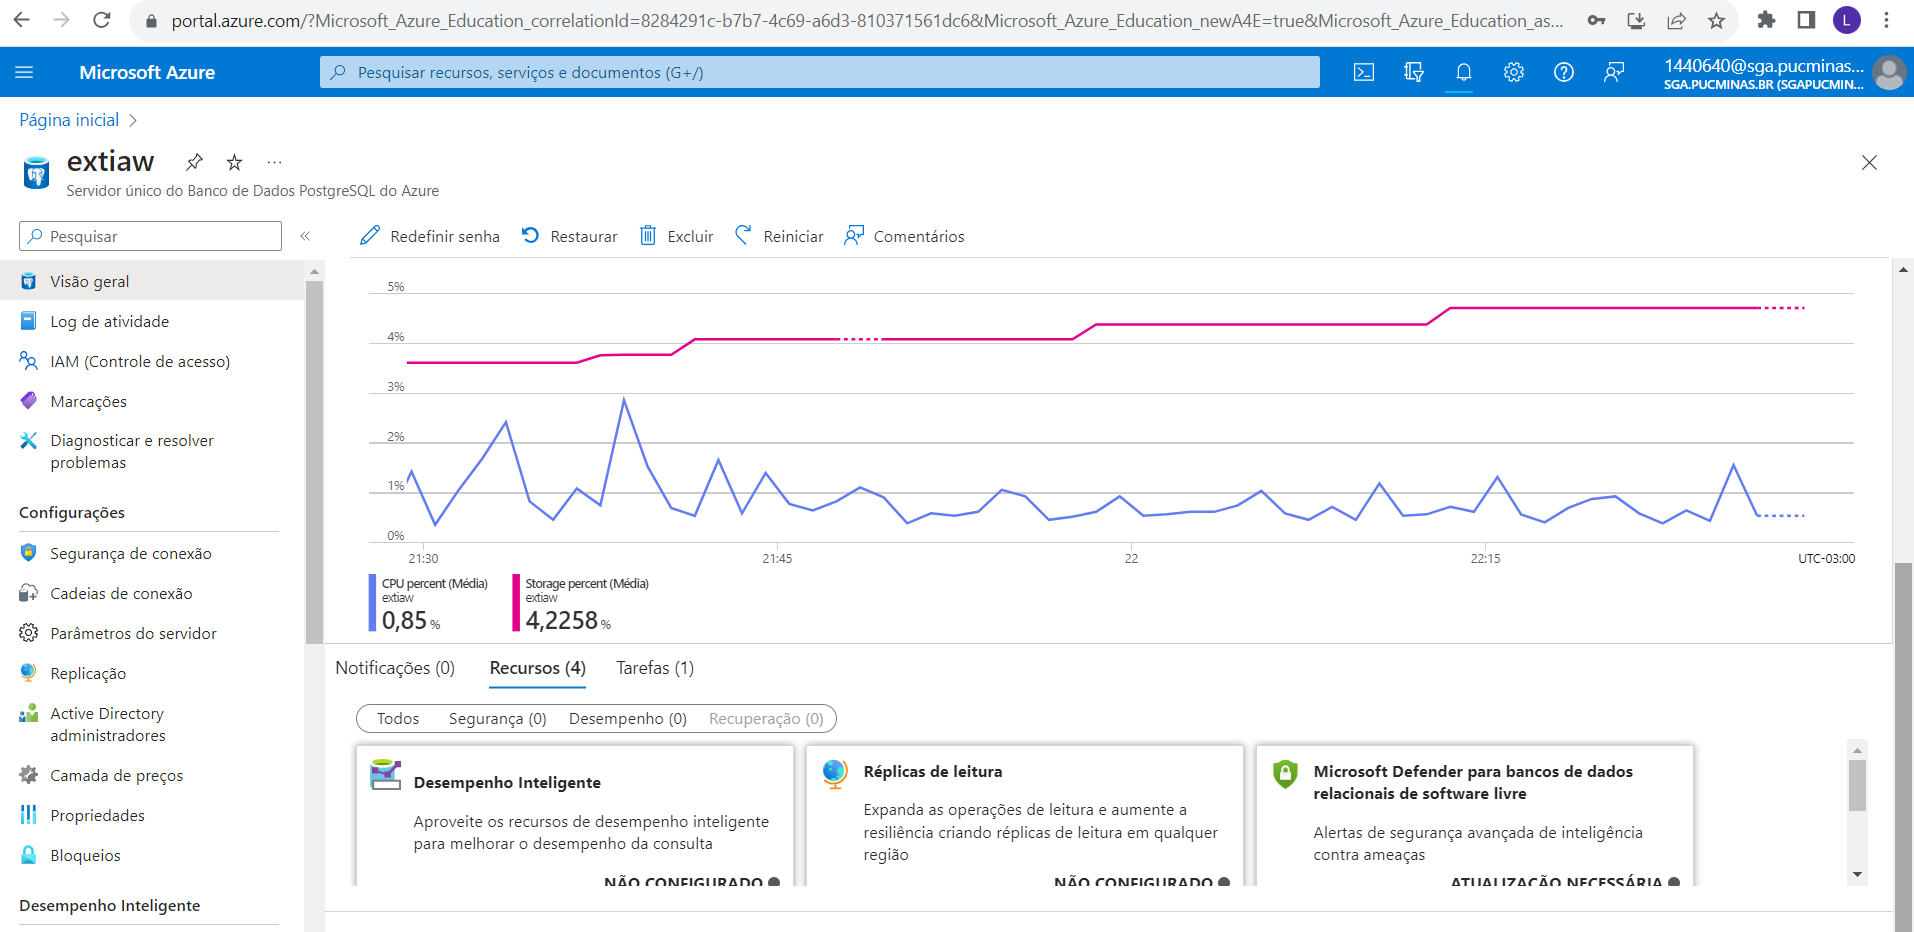 portal.azure.com/?Microsoft_Azure_Education_correlationId=8284291c-b7b7-4c69-a6d3-810371561dc6&Microsoft_Azure_Education_newA4E=true&Microsoft_Azure_Education_as...
L
Microsoft Azure
Pesquisar recursos, serviços e documentos (G+/)
1440640@sga.pucminas...
SGA.PUCMINAS.BR (SGAPUCMIN...
Página inicial
extiaw
Servidor único do Banco de Dados PostgreSQL do Azure
Pesquisar
Redefinir senha
Restaurar
Excluir
Reiniciar
Comentários
Visão geral
Log de atividade
IAM (Controle de acesso)
Marcações
Diagnosticar e resolver
problemas
Configurações
Segurança de conexão
Cadeias de conexão
Parâmetros do servidor
Replicação
Active Directory
administradores
Camada de preços
Propriedades
Bloqueios
Desempenho Inteligente
5%
4%
3%
2%
1%
0%
21:30
21:45
22
22:15
UTC-03:00
CPU percent (Média)
extiaw
0,85 %
Storage percent (Média)
extiaw
4,2258 %
Notificações (0)
Recursos (4)
Tarefas (1)
Todos
Segurança (0)
Desempenho (0)
Recuperação (0)
Desempenho Inteligente
Aproveite os recursos de desempenho inteligente
para melhorar o desempenho da consulta
NÃO CONFIGURADO
Réplicas de leitura
Expanda as operações de leitura e aumente a
resiliência criando réplicas de leitura em qualquer
região
NÃO CONFIGURADO
Microsoft Defender para bancos de dados
relacionais de software livre
Alertas de segurança avançada de inteligência
contra ameaças
ATUALIZAÇÃO NECESSÁRIA